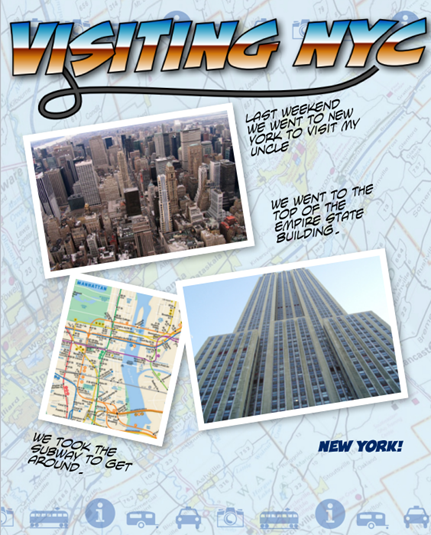 VISITING NYC
LAST WEEKEND
WE WENT TO NEW
YORK TO VISIT MY
UNCLE
WE WENT TO THE
TOP OF THE
EMPIRE STATE
BUILDING.
MANHATTAN
WE TOOK THE
SUBWAY TO GET
AROUND.
NEW YORK!